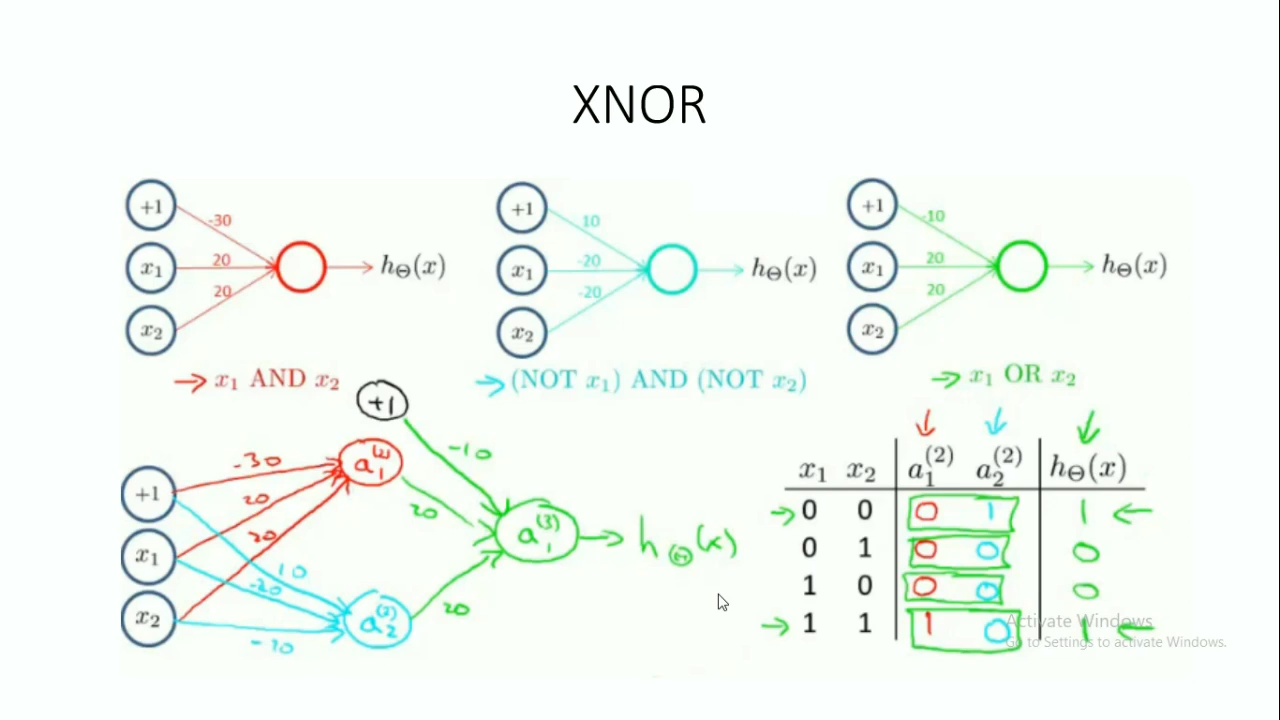 XNOR
+1 -30
x₁ 20 hΘ(x)
x₂ 20
→ x₁ AND x₂
+1 10
x₁ -20 hΘ(x)
x₂ -20
→ (NOT x₁) AND (NOT x₂)
+1 -10
x₁ 20 hΘ(x)
x₂ 20
→ x₁ OR x₂
+1
-10
+1 -30 a₁
x₁ 20 20 a₁⁽³⁾ → hΘ(x)
x₂ 20 10 -20 a₂ 20
x₁ x₂ a₁⁽²⁾ a₂⁽²⁾ hΘ(x)
→ 0 0 0 1 1 ←
0 1 0 0 0
1 0 0 0 0
→ 1 1 1 0 1 ←
Activate Windows
Go to Settings to activate Windows.